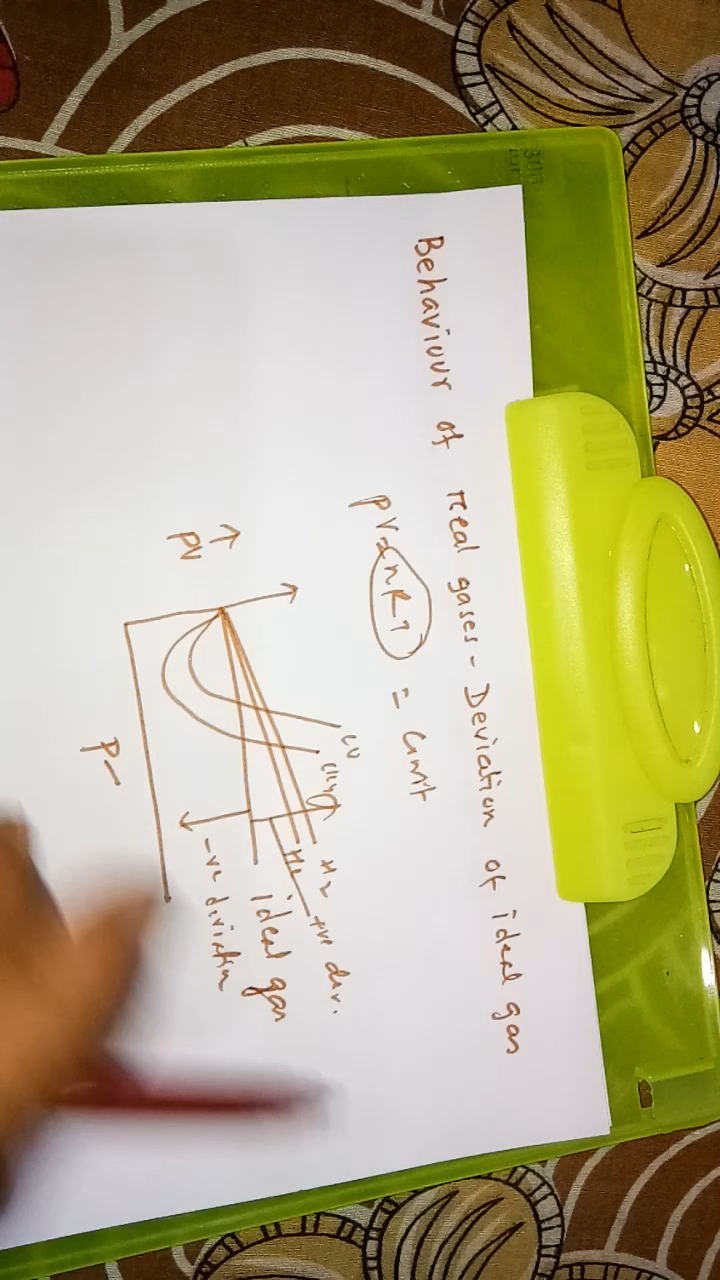 Behaviour of real gases - Deviation of ideal gas
PV = nRT = Const
PV
CO
CH4
H2
+ve dev.
He
ideal gas
-ve deviation
P